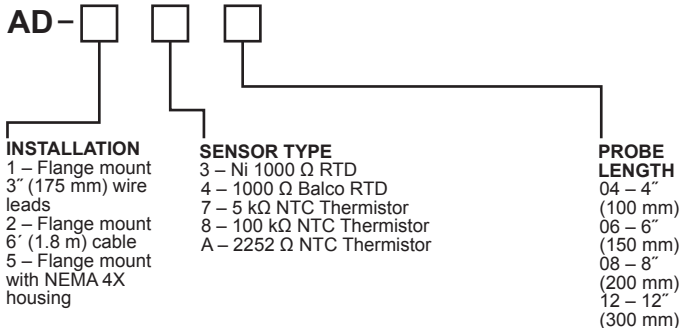 AD–
INSTALLATION
1 – Flange mount
3˝ (175 mm) wire
leads
2 – Flange mount
6´ (1.8 m) cable
5 – Flange mount
with NEMA 4X
housing
SENSOR TYPE
3 – Ni 1000 Ω RTD
4 – 1000 Ω Balco RTD
7 – 5 kΩ NTC Thermistor
8 – 100 kΩ NTC Thermistor
A – 2252 Ω NTC Thermistor
PROBE
LENGTH
04 – 4˝
(100 mm)
06 – 6˝
(150 mm)
08 – 8˝
(200 mm)
12 – 12˝
(300 mm)